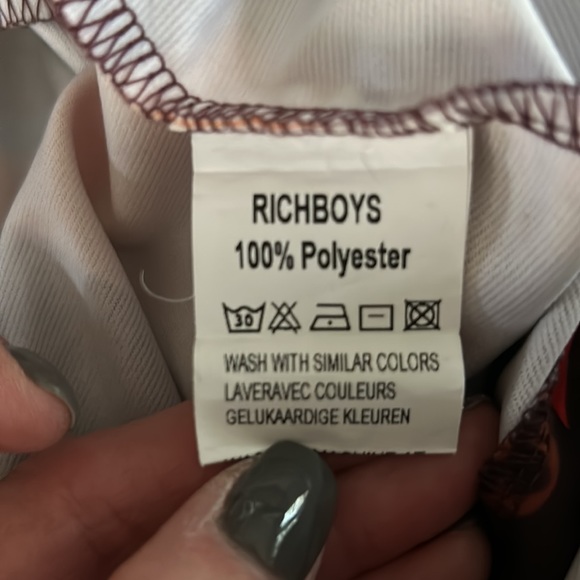 RICHBOYS
100% Polyester
30
WASH WITH SIMILAR COLORS
LAVERAVEC COULEURS
GELUKAARDIGE KLEUREN